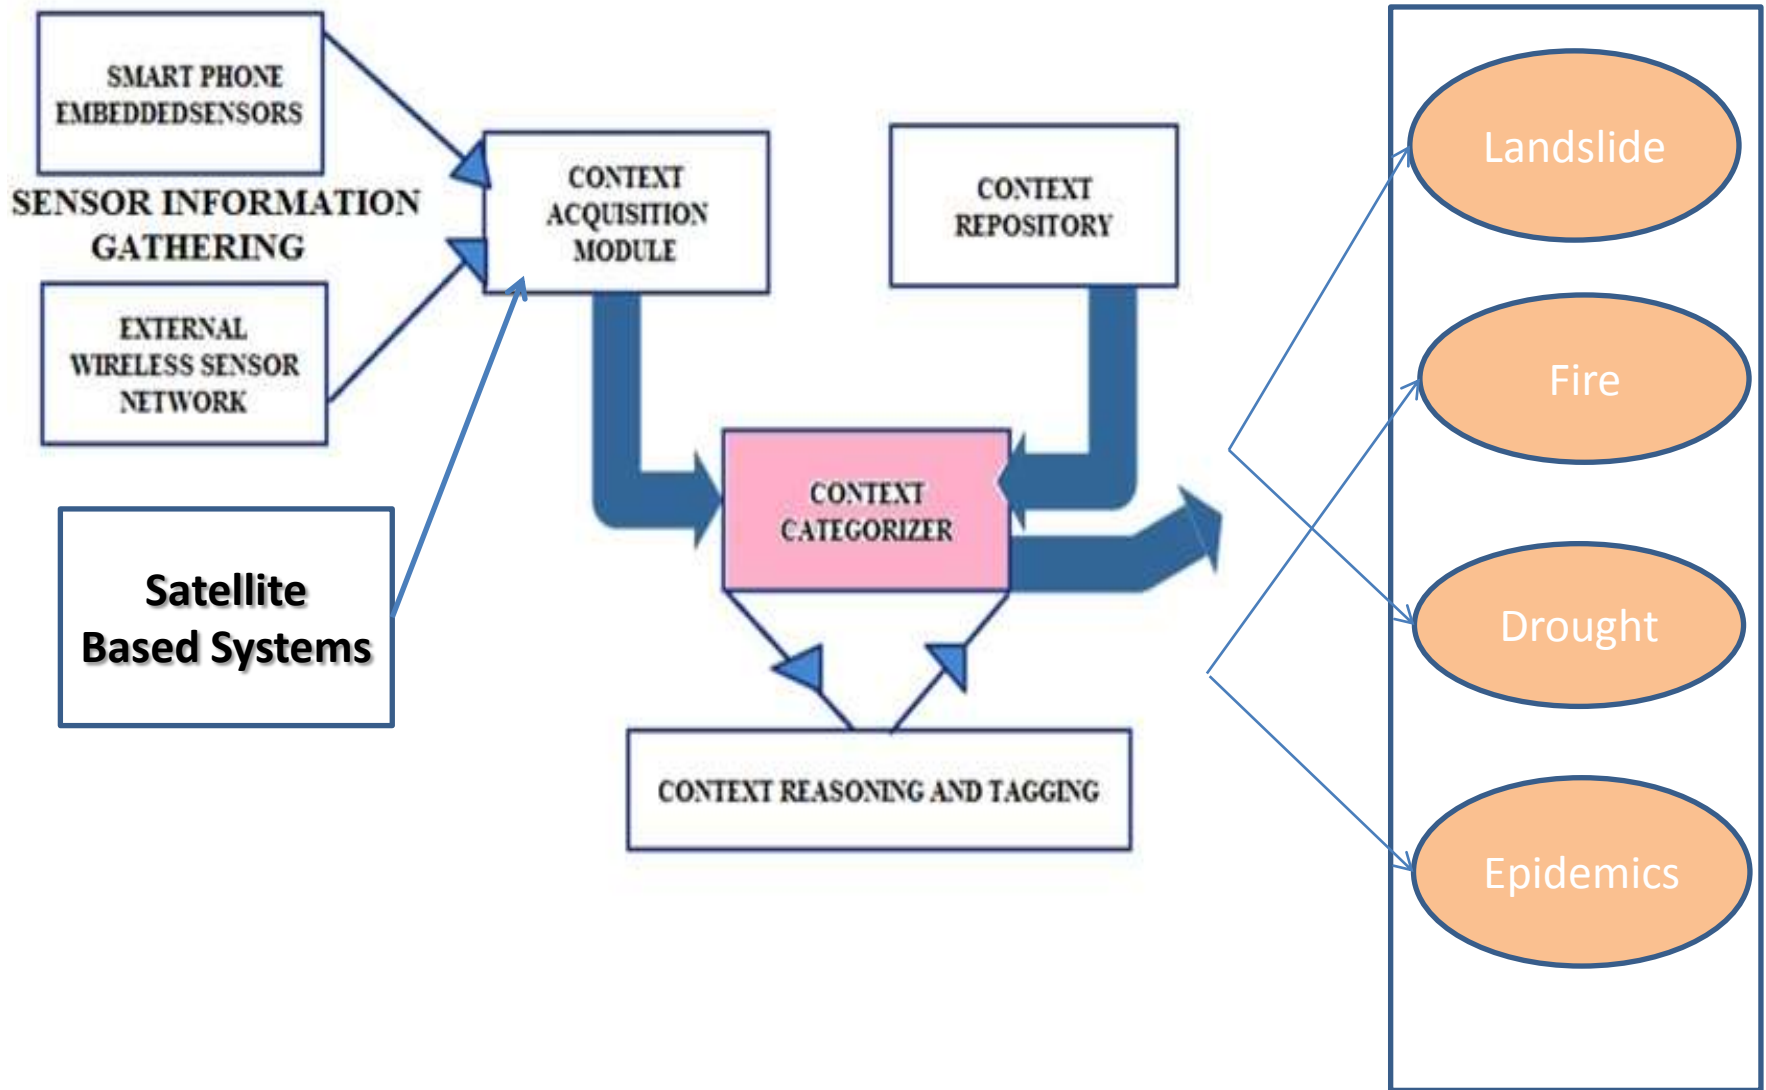 SMART PHONE
EMBEDDEDSENSORS
SENSOR INFORMATION
GATHERING
EXTERNAL
WIRELESS SENSOR
NETWORK
Satellite
Based Systems
CONTEXT
ACQUISITION
MODULE
CONTEXT
REPOSITORY
CONTEXT
CATEGORIZER
CONTEXT REASONING AND TAGGING
Landslide
Fire
Drought
Epidemics